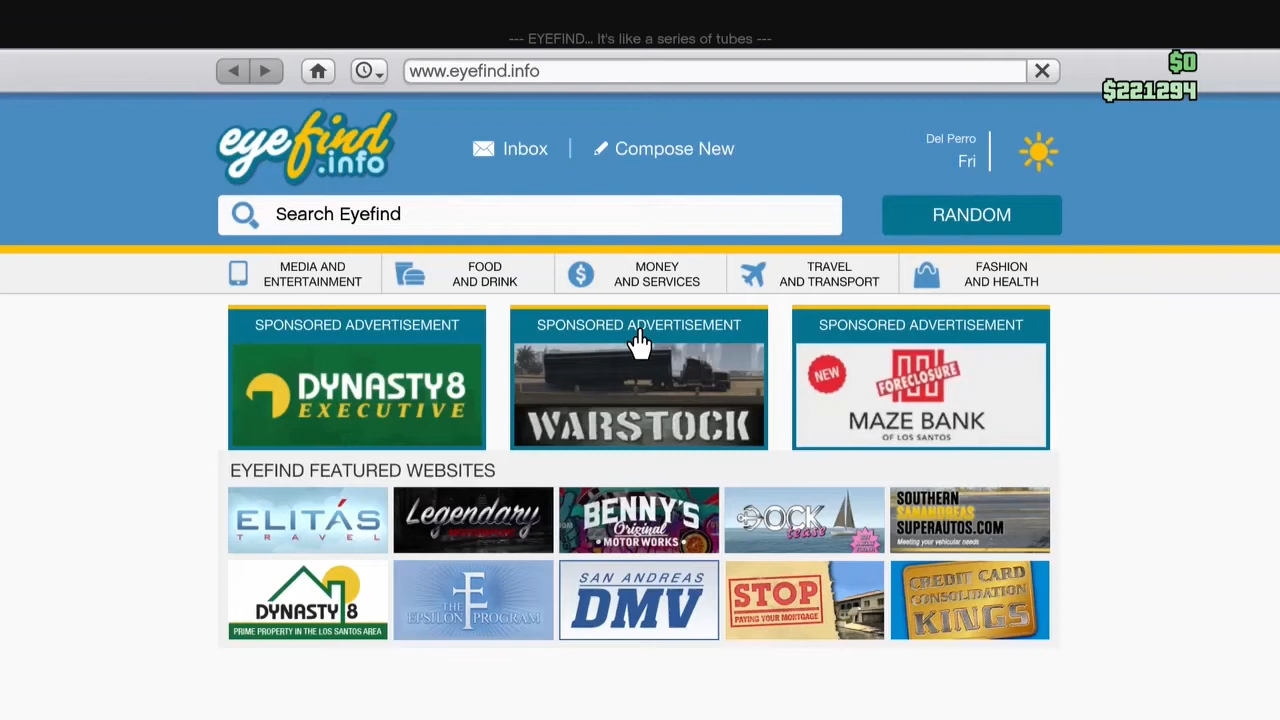 --- EYEFIND... It's like a series of tubes ---
www.eyefind.info
$0
$221294
eyefind
.info
Inbox
Compose New
Del Perro
Fri
Search Eyefind
RANDOM
MEDIA AND
ENTERTAINMENT
FOOD
AND DRINK
MONEY
AND SERVICES
TRAVEL
AND TRANSPORT
FASHION
AND HEALTH
SPONSORED ADVERTISEMENT
DYNASTY 8
EXECUTIVE
SPONSORED ADVERTISEMENT
WARSTOCK
SPONSORED ADVERTISEMENT
NEW
FORECLOSURE
MAZE BANK
OF LOS SANTOS
EYEFIND FEATURED WEBSITES
ELITÁS
TRAVEL
Legendary
BENNY'S
Original
MOTOR WORKS
DOCK
tease
SOUTHERN
SANANDREAS
SUPERAUTOS.COM
Meeting your vehicular needs
DYNASTY 8
PRIME PROPERTY IN THE LOS SANTOS AREA
THE
EPSILON PROGRAM
SAN ANDREAS
DMV
STOP
PAYING YOUR MORTGAGE
CREDIT CARD
CONSOLIDATION
KINGS